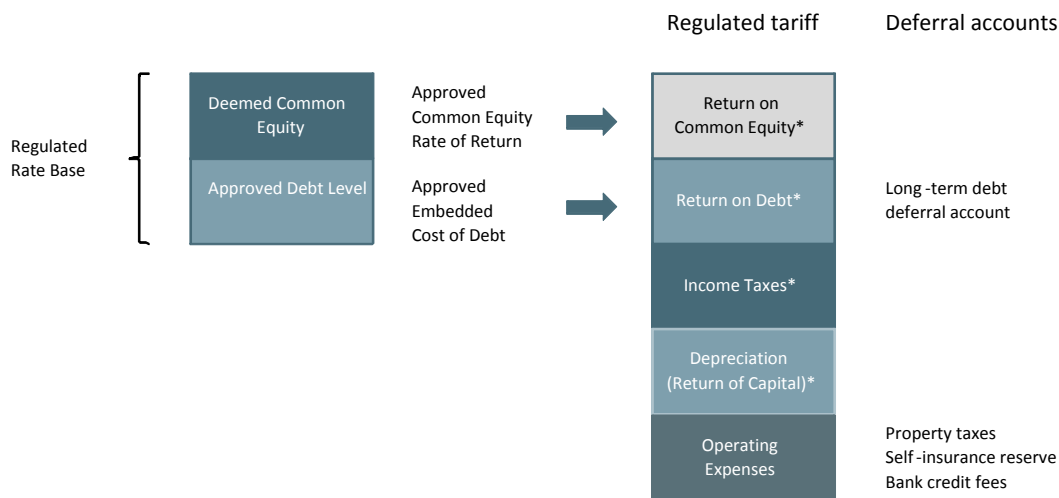 Regulated tariff
Deferral accounts
Regulated
Rate Base
Deemed Common
Equity
Approved Debt Level
Approved
Common Equity
Rate of Return
Approved
Embedded
Cost of Debt
Return on
Common Equity*
Return on Debt*
Income Taxes*
Depreciation
(Return of Capital)*
Operating
Expenses
Long-term debt
deferral account
Property taxes
Self-insurance reserve
Bank credit fees